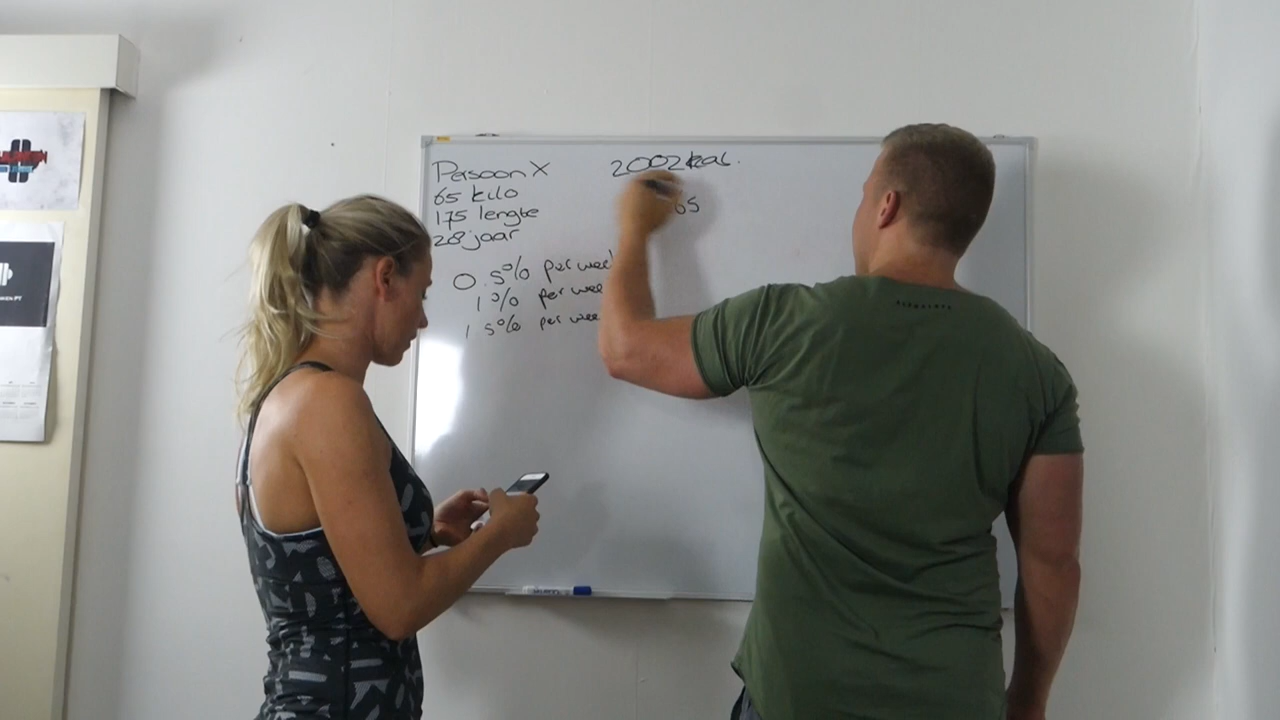 Persoon X
65 kilo
175 lengte
28 jaar
2002 kcal.
65
0.5% per week
1% per wee
1.5% per wee